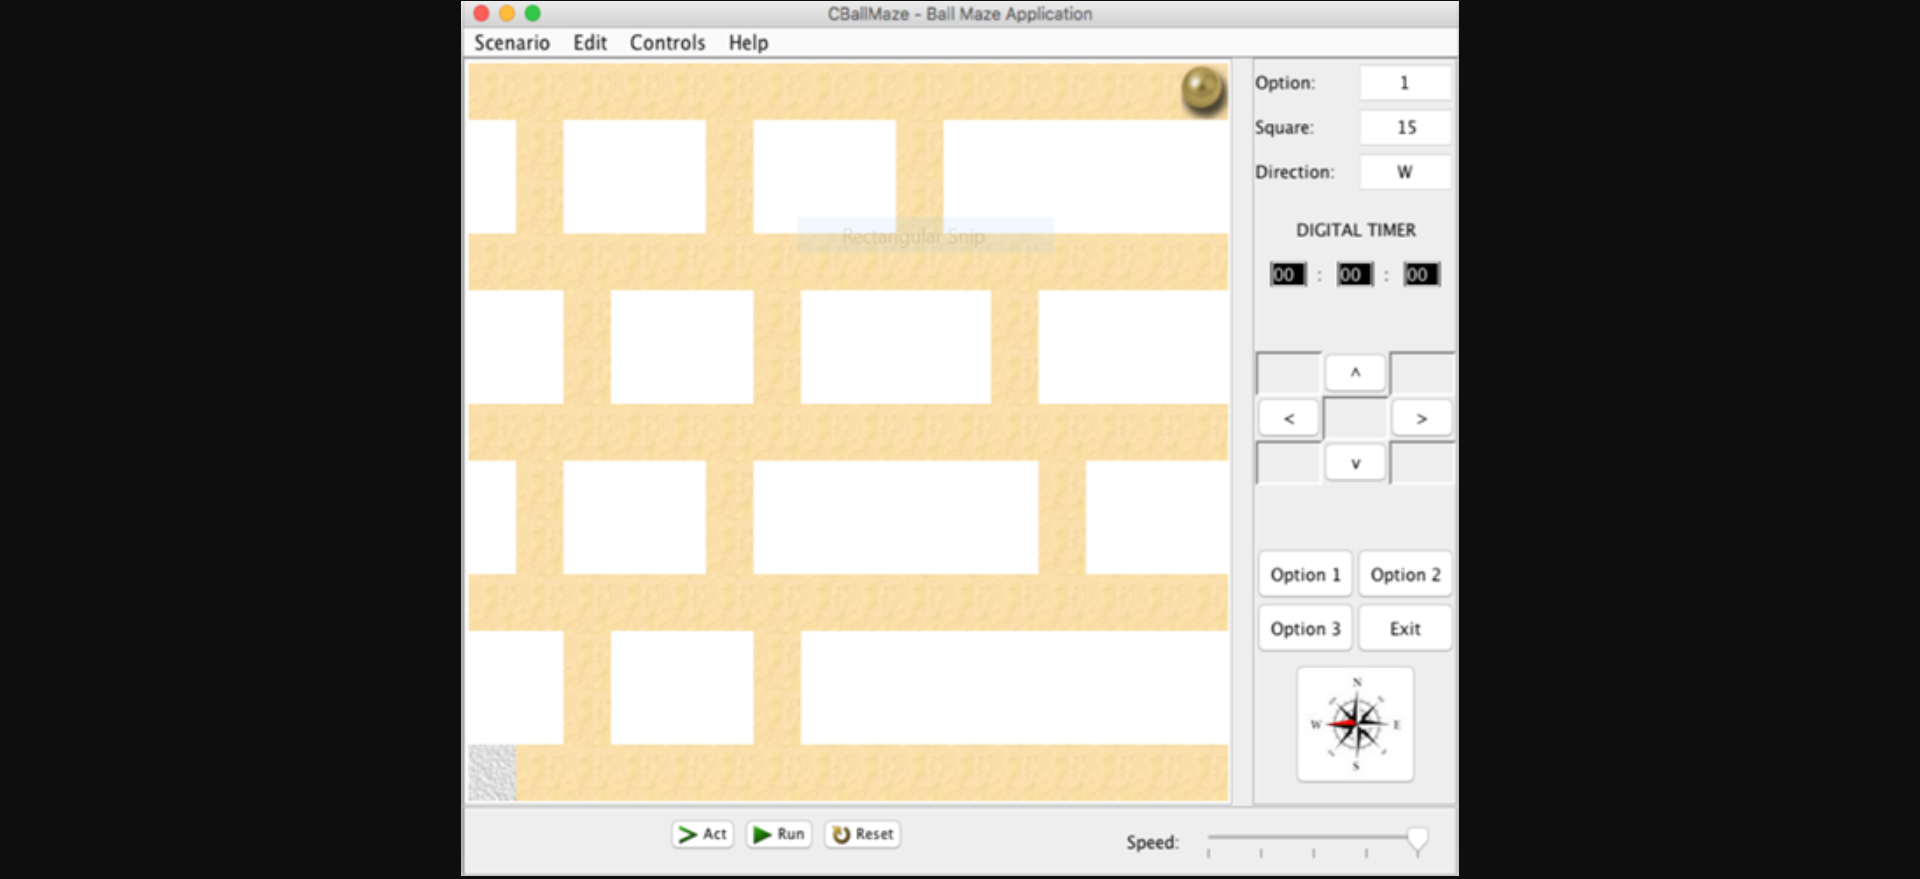 CBallMaze - Ball Maze Application
Scenario Edit Controls Help
Option: 1
Square: 15
Direction: W
DIGITAL TIMER
00 : 00 : 00
Rectangular Snip
^
< >
v
Option 1 Option 2
Option 3 Exit
N
W E
S
Act Run Reset
Speed: